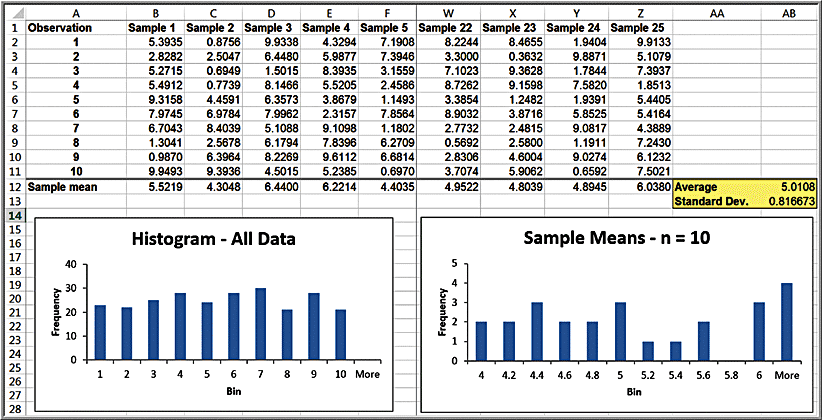 A B C D E F W X Y Z AA AB
1 Observation Sample 1 Sample 2 Sample 3 Sample 4 Sample 5 Sample 22 Sample 23 Sample 24 Sample 25
2 1 5.3935 0.8756 9.9338 4.3294 7.1908 8.2244 8.4655 1.9404 9.9133
3 2 2.8282 2.5047 6.4480 5.9877 7.3946 3.3000 0.3632 9.8871 5.1079
4 3 5.2715 0.6949 1.5015 8.3935 3.1559 7.1023 9.3628 1.7844 7.3937
5 4 5.4912 0.7739 8.1466 5.5205 2.4586 8.7262 9.1598 7.5820 1.8513
6 5 9.3158 4.4591 6.3573 3.8679 1.1493 3.3854 1.2482 1.9391 5.4405
7 6 7.9745 6.9784 7.9962 2.3157 7.8564 8.9032 3.8716 5.8525 5.4164
8 7 6.7043 8.4039 5.1088 9.1098 1.1802 2.7732 2.4815 9.0817 4.3889
9 8 1.3041 2.5678 6.1794 7.8396 6.2709 0.5692 2.5800 1.1911 7.2430
10 9 0.9870 6.3964 8.2269 9.6112 6.6814 2.8306 4.6004 9.0274 6.1232
11 10 9.9493 9.3936 4.5015 5.2385 0.6970 3.7074 5.9062 0.6592 7.5021
12 Sample mean 5.5219 4.3048 6.4400 6.2214 4.4035 4.9522 4.8039 4.8945 6.0380 Average 5.0108
13 Standard Dev. 0.816673
14
15
16
17
18
19
20
21
22
23
24
25
26
27
28
Histogram - All Data
Frequency
40
30
20
10
0
1 2 3 4 5 6 7 8 9 10 More
Bin
Sample Means - n = 10
Frequency
5
4
3
2
1
0
4 4.2 4.4 4.6 4.8 5 5.2 5.4 5.6 5.8 6 More
Bin